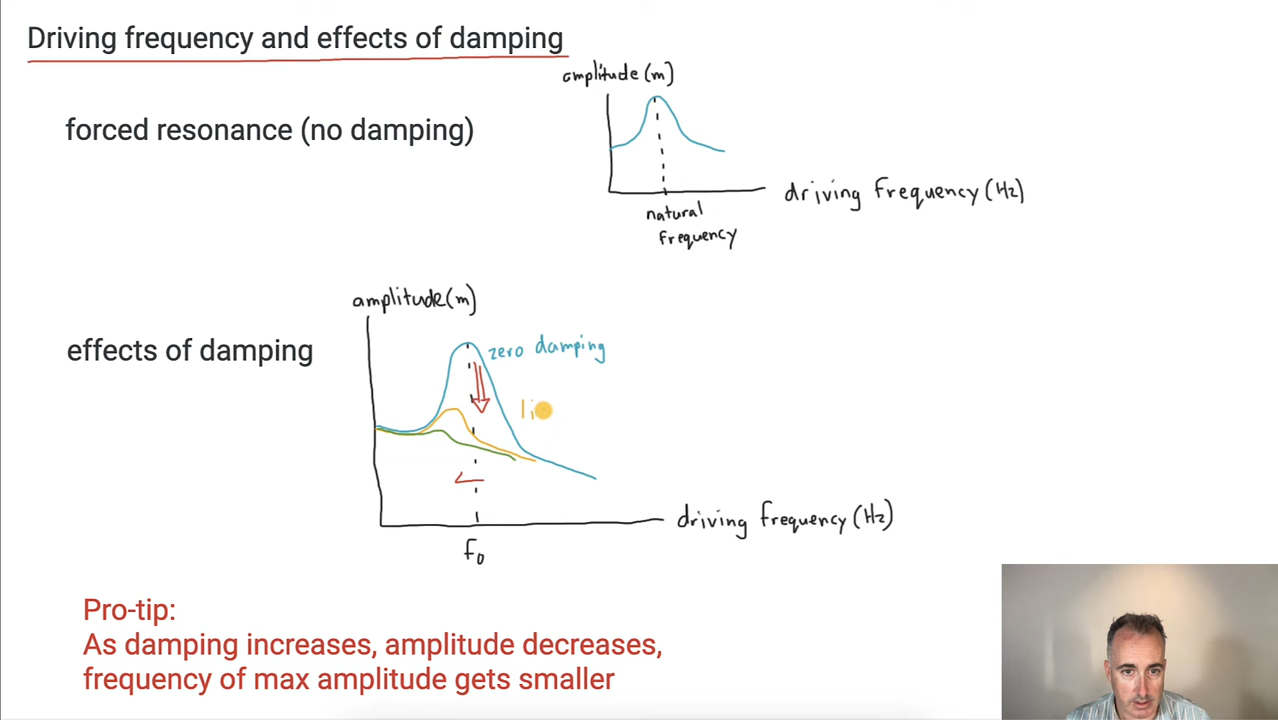 Driving frequency and effects of damping
amplitude (m)
forced resonance (no damping)
driving frequency (Hz)
natural
frequency
amplitude (m)
effects of damping
zero damping
li
driving frequency (Hz)
f₀
Pro-tip:
As damping increases, amplitude decreases,
frequency of max amplitude gets smaller